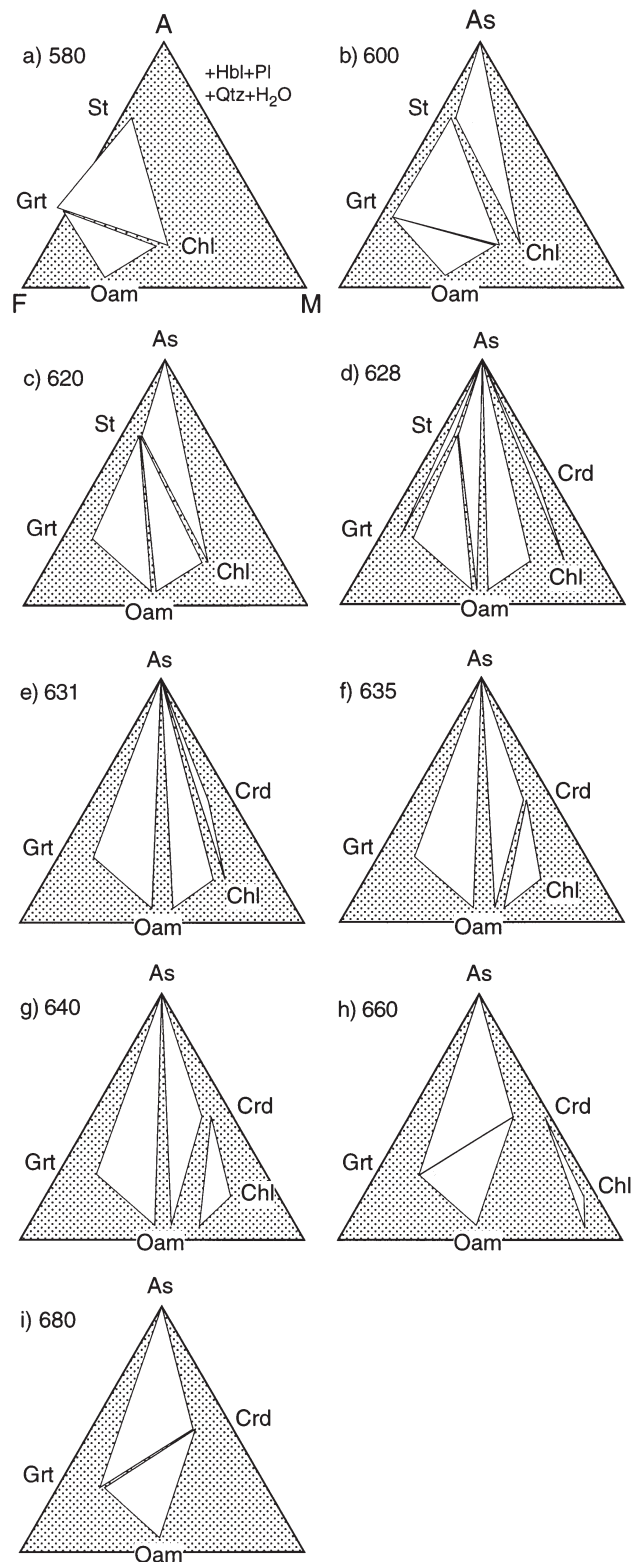 A
a) 580
+Hbl+Pl
+Qtz+H₂O
St
Grt
Chl
Oam
F
M
As
b) 600
St
Grt
Chl
Oam
As
c) 620
St
Grt
Chl
Oam
As
d) 628
St
Crd
Grt
Chl
Oam
As
e) 631
Crd
Grt
Chl
Oam
As
f) 635
Crd
Grt
Chl
Oam
As
g) 640
Crd
Grt
Chl
Oam
As
h) 660
Crd
Grt
Chl
Oam
As
i) 680
Crd
Grt
Oam